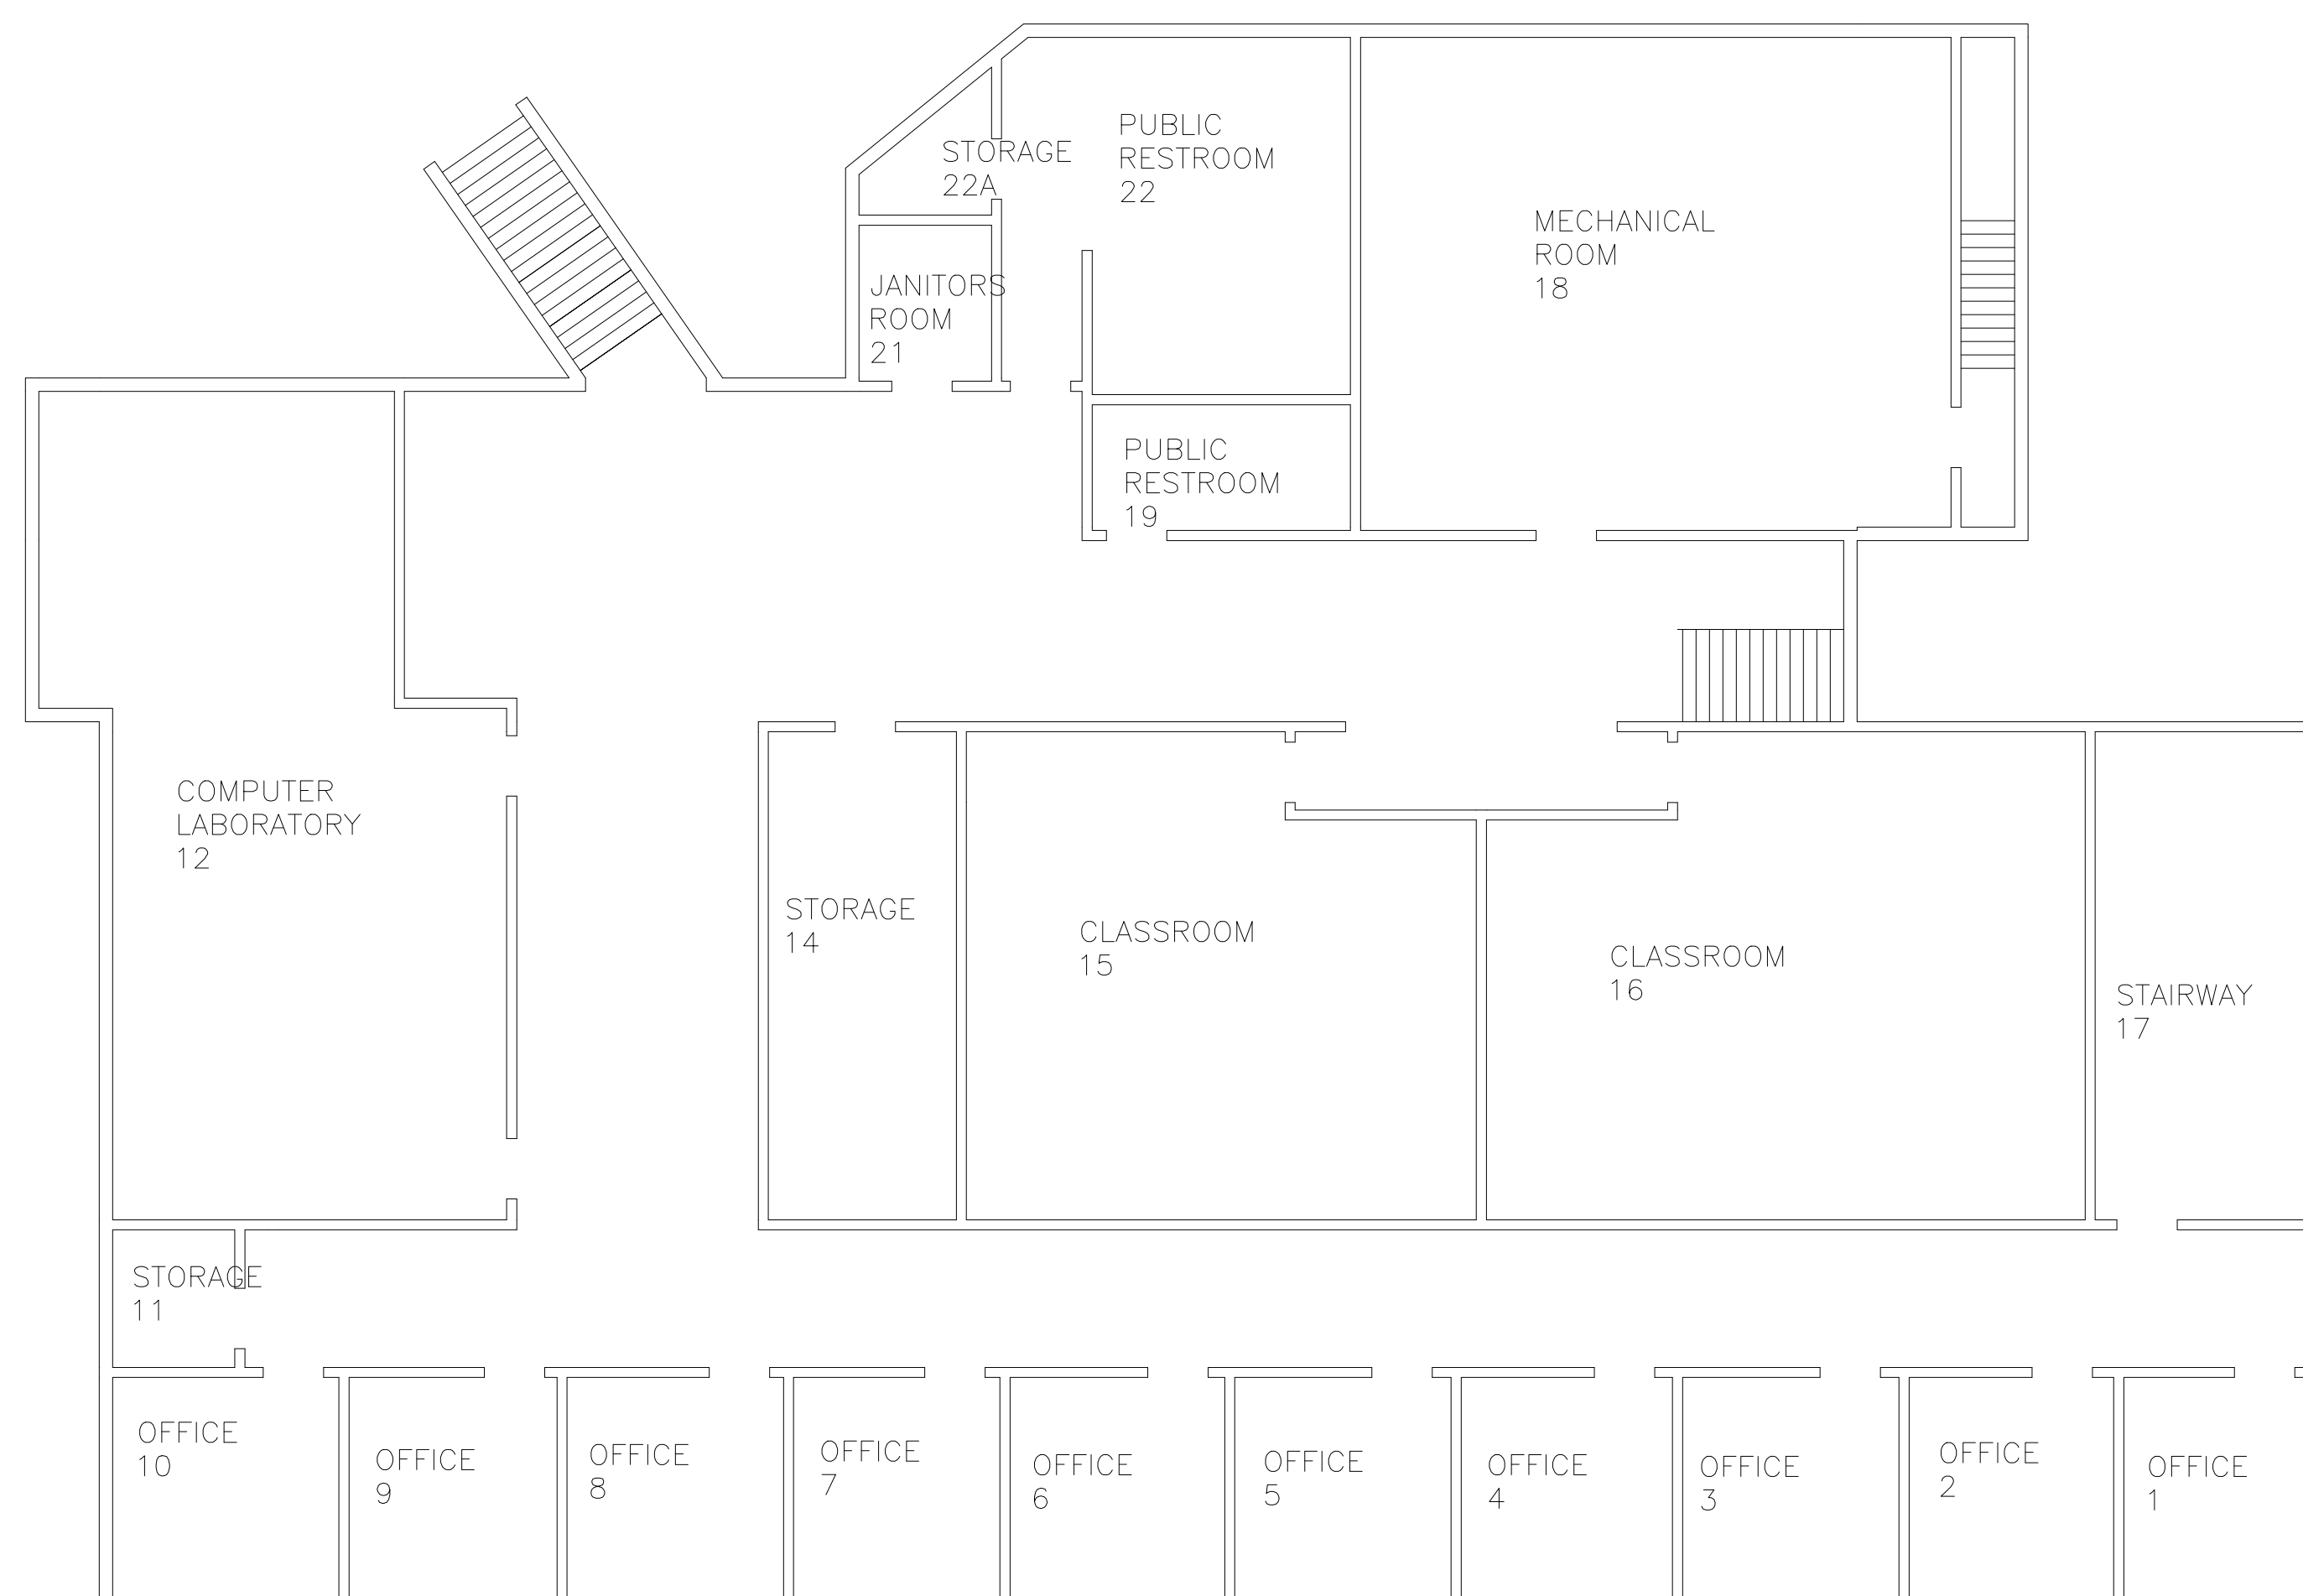 PUBLIC
RESTROOM
22
STORAGE
22A
MECHANICAL
ROOM
18
JANITORS
ROOM
21
PUBLIC
RESTROOM
19
COMPUTER
LABORATORY
12
STORAGE
14
CLASSROOM
15
CLASSROOM
16
STAIRWAY
17
STORAGE
11
OFFICE
10
OFFICE
9
OFFICE
8
OFFICE
7
OFFICE
6
OFFICE
5
OFFICE
4
OFFICE
3
OFFICE
2
OFFICE
1